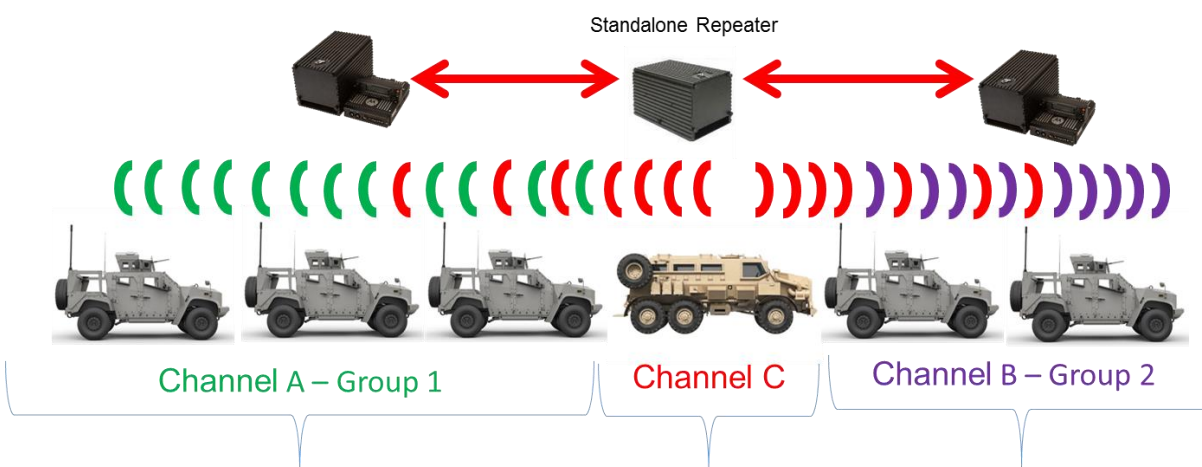 Standalone Repeater
Channel A – Group 1
Channel C
Channel B – Group 2